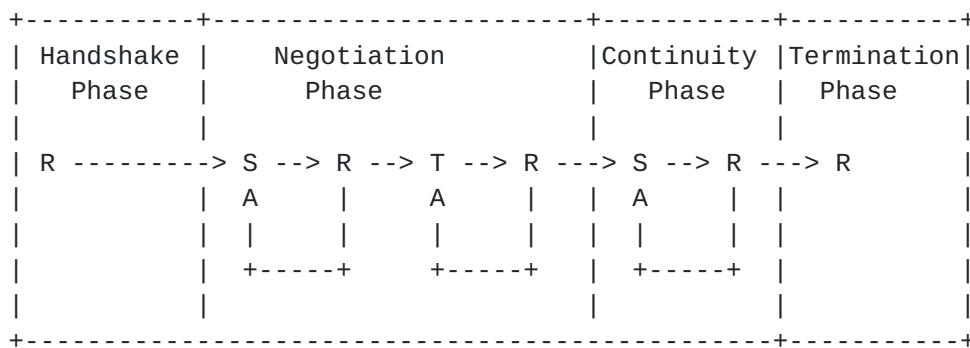 +-----------+------------------------+-----------+-----------+
| Handshake |    Negotiation         |Continuity |Termination|
|   Phase   |      Phase             |   Phase   |  Phase    |
|           |                        |           |           |
| R ---------> S --> R --> T --> R ---> S --> R ---> R       |
|           |  A     |     A     |  |  A     |  |           |
|           |  |     |     |     |  |  |     |  |           |
|           |  +-----+     +-----+  |  +-----+  |           |
|           |                        |           |           |
+------------------------------------------------+-----------+